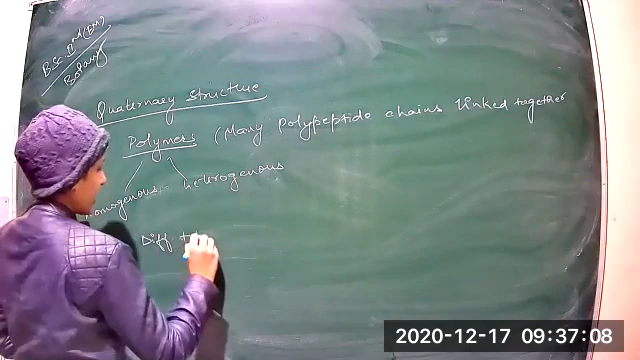 B.Sc. II (EM)
Botany
Quaternary Structure
Polymers (Many Polypeptide chains linked together
homogenous heterogenous
Diff
2020-12-17 09:37:08